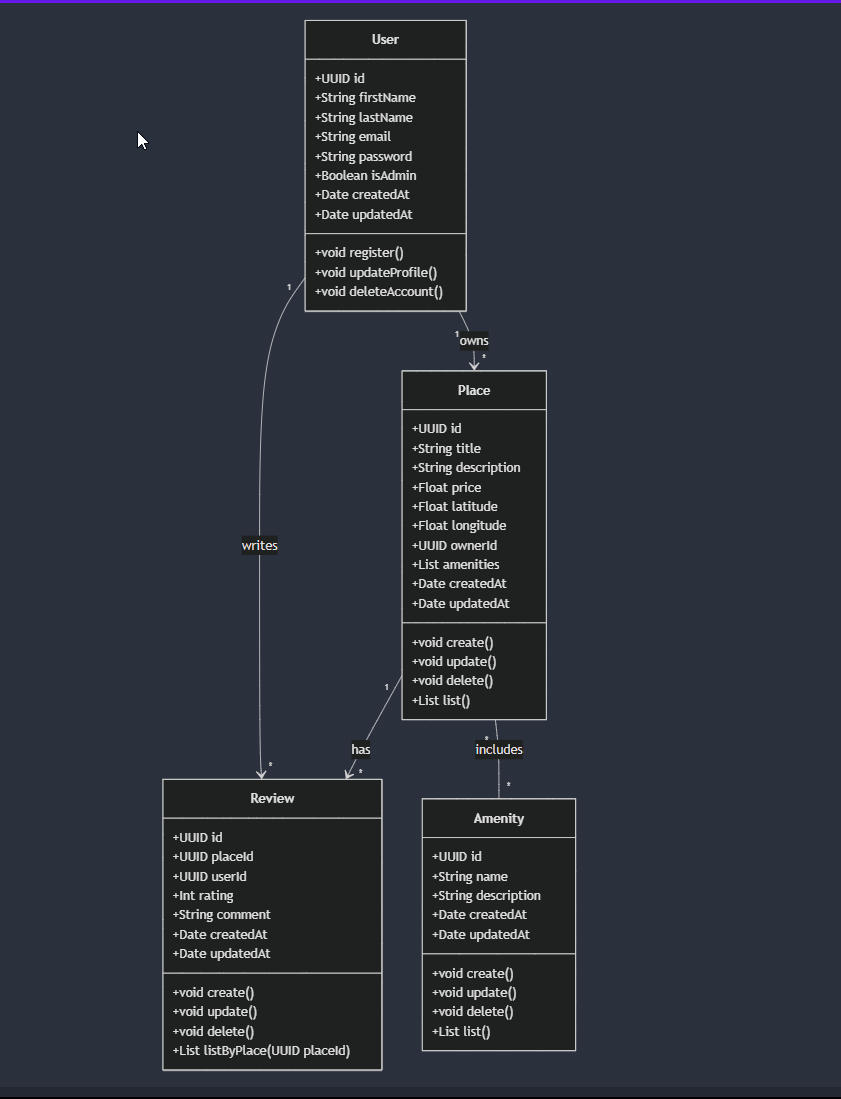 User
+UUID id
+String firstName
+String lastName
+String email
+String password
+Boolean isAdmin
+Date createdAt
+Date updatedAt
+void register()
+void updateProfile()
+void deleteAccount()
1
1
owns
*
Place
+UUID id
+String title
+String description
+Float price
+Float latitude
+Float longitude
+UUID ownerId
+List amenities
+Date createdAt
+Date updatedAt
+void create()
+void update()
+void delete()
+List list()
writes
1
has
*
*
*
includes
*
Review
+UUID id
+UUID placeId
+UUID userId
+Int rating
+String comment
+Date createdAt
+Date updatedAt
+void create()
+void update()
+void delete()
+List listByPlace(UUID placeId)
Amenity
+UUID id
+String name
+String description
+Date createdAt
+Date updatedAt
+void create()
+void update()
+void delete()
+List list()